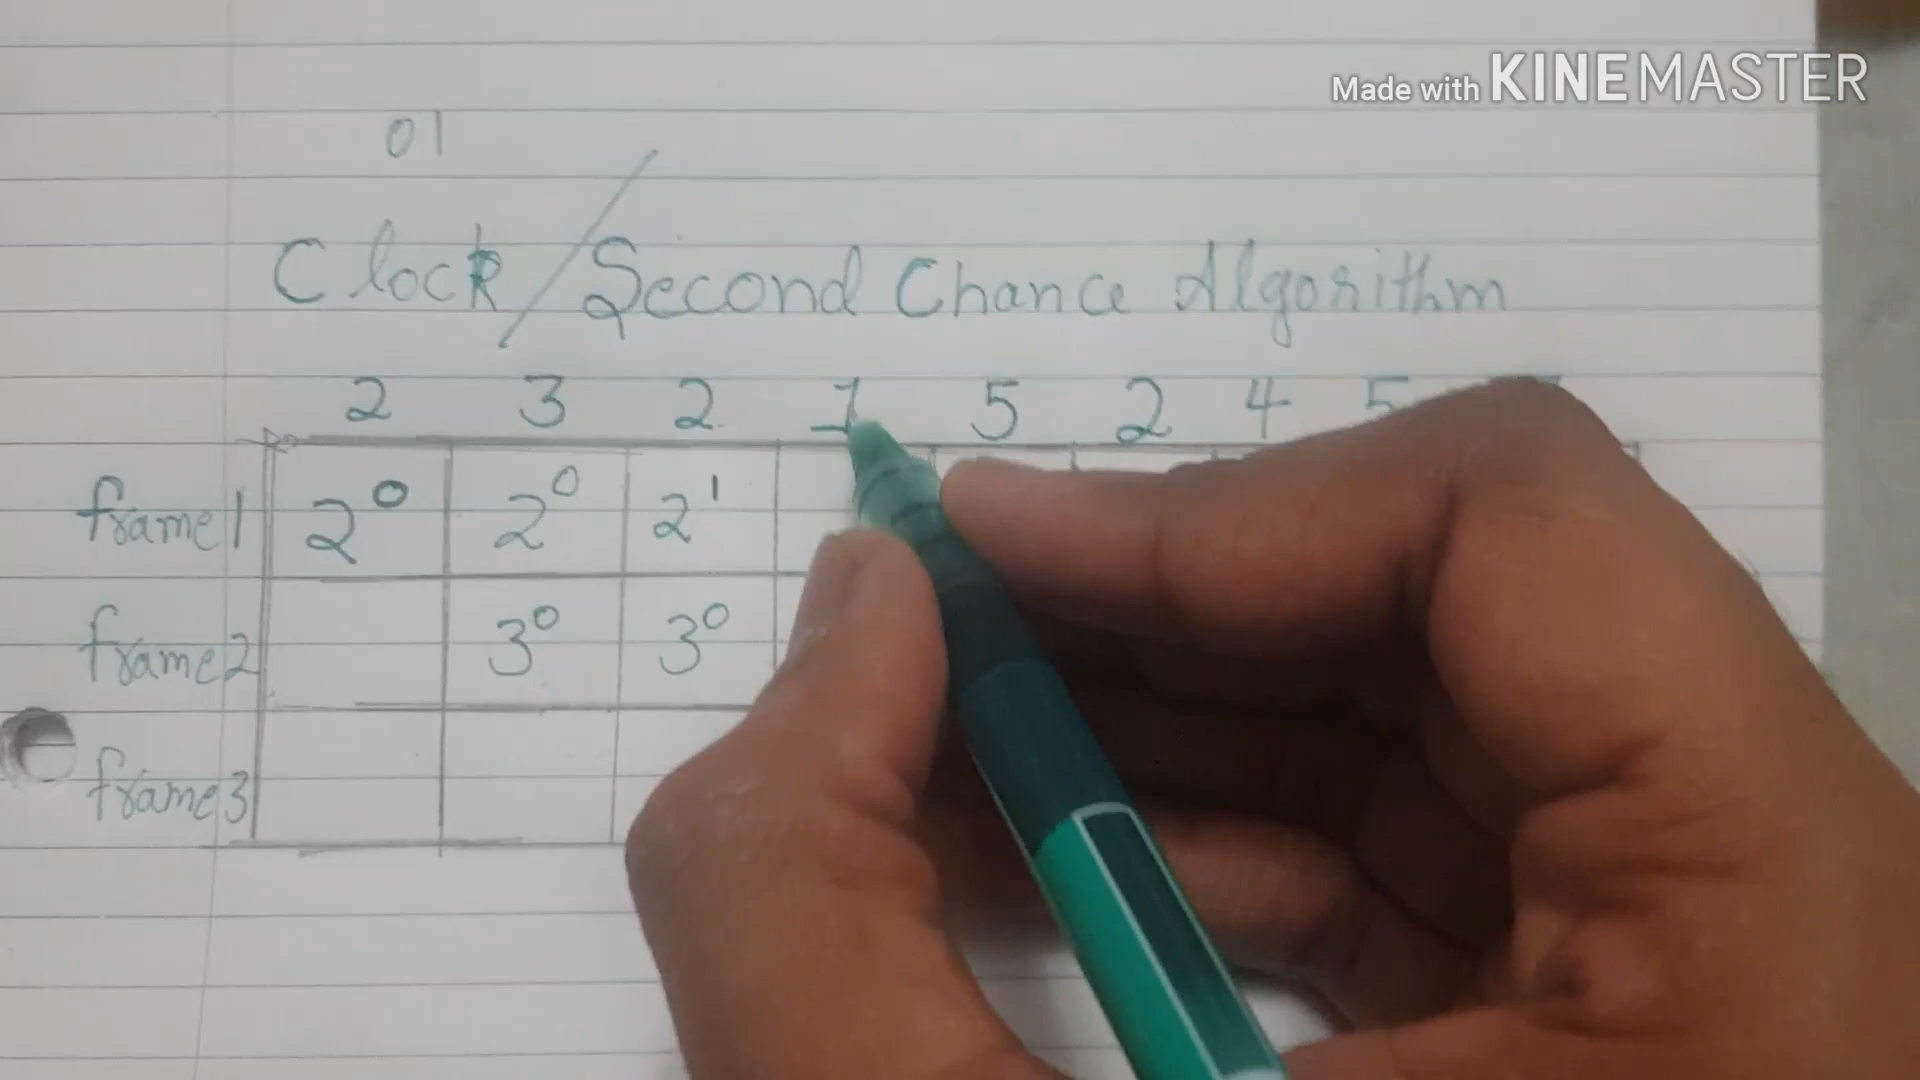 Made with KINEMASTER
01
Clock/Second Chance Algorithm
2 3 2 1 5 2 4 5
frame1 2⁰ 2⁰ 2¹
frame2 3⁰ 3⁰
frame3